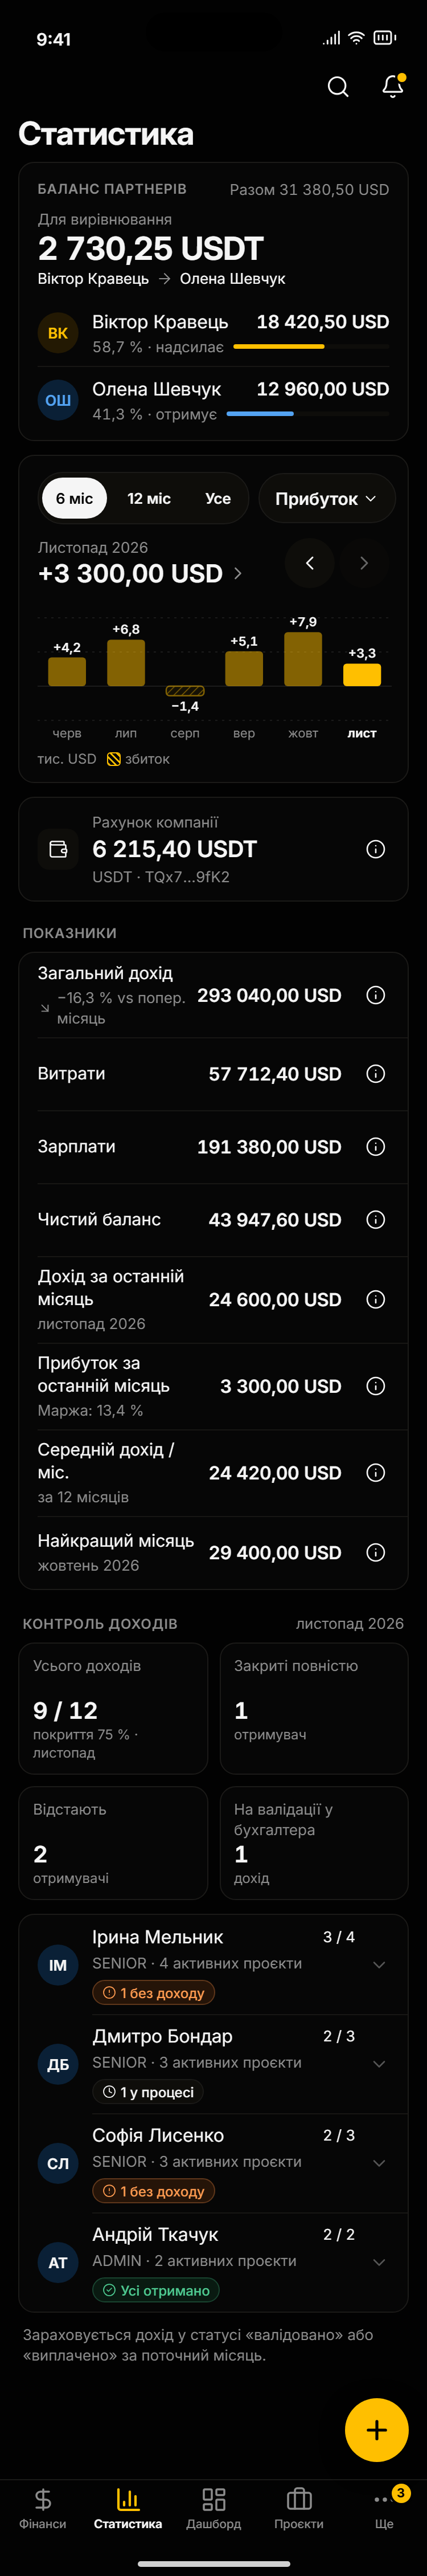 9:41
Статистика
БАЛАНС ПАРТНЕРІВ Разом 31 380,50 USD
Для вирівнювання
2 730,25 USDT
Віктор Кравець → Олена Шевчук
ВК Віктор Кравець 18 420,50 USD
58,7 % · надсилає
ОШ Олена Шевчук 12 960,00 USD
41,3 % · отримує
6 міс 12 міс Усе Прибуток
Листопад 2026
+3 300,00 USD
+4,2 +6,8 −1,4 +5,1 +7,9 +3,3
черв лип серп вер жовт лист
тис. USD збиток
Рахунок компанії
6 215,40 USDT
USDT · TQx7...9fK2
ПОКАЗНИКИ
Загальний дохід 293 040,00 USD
−16,3 % vs попер.
місяць
Витрати 57 712,40 USD
Зарплати 191 380,00 USD
Чистий баланс 43 947,60 USD
Дохід за останній
місяць 24 600,00 USD
листопад 2026
Прибуток за
останній місяць 3 300,00 USD
Маржа: 13,4 %
Середній дохід /
міс. 24 420,00 USD
за 12 місяців
Найкращий місяць 29 400,00 USD
жовтень 2026
КОНТРОЛЬ ДОХОДІВ листопад 2026
Усього доходів
9 / 12
покриття 75 % ·
листопад
Закриті повністю
1
отримувач
Відстають
2
отримувачі
На валідації у
бухгалтера
1
дохід
ІМ Ірина Мельник 3 / 4
SENIOR · 4 активних проєкти
1 без доходу
ДБ Дмитро Бондар 2 / 3
SENIOR · 3 активних проєкти
1 у процесі
СЛ Софія Лисенко 2 / 3
SENIOR · 3 активних проєкти
1 без доходу
АТ Андрій Ткачук 2 / 2
ADMIN · 2 активних проєкти
Усі отримано
Зараховується дохід у статусі «валідовано» або
«виплачено» за поточний місяць.
3
Фінанси Статистика Дашборд Проєкти Ще